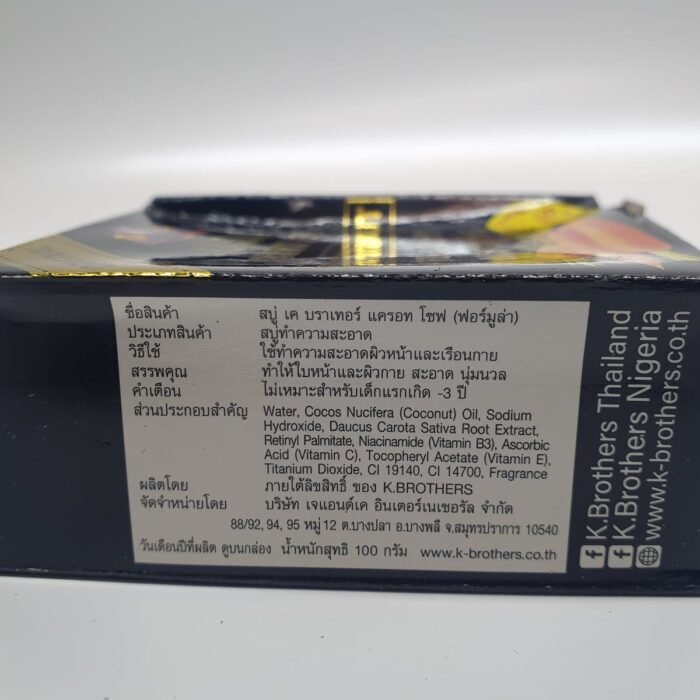 ชื่อสินค้า สบู่ เค บราเทอร์ แครอท โซฟ (ฟอร์มูล่า)
ประเภทสินค้า สบู่ทำความสะอาด
วิธีใช้ ใช้ทำความสะอาดผิวหน้าและเรือนกาย
สรรพคุณ ทำให้ใบหน้าและผิวกาย สะอาด นุ่มนวล
คำเตือน ไม่เหมาะสำหรับเด็กแรกเกิด -3 ปี
ส่วนประกอบสำคัญ Water, Cocos Nucifera (Coconut) Oil, Sodium
Hydroxide, Daucus Carota Sativa Root Extract,
Retinyl Palmitate, Niacinamide (Vitamin B3), Ascorbic
Acid (Vitamin C), Tocopheryl Acetate (Vitamin E),
Titanium Dioxide, CI 19140, CI 14700, Fragrance
ผลิตโดย ภายใต้ลิขสิทธิ์ ของ K.BROTHERS
จัดจำหน่ายโดย บริษัท เจแอนด์เค อินเตอร์เนเชอรัล จำกัด
88/92, 94, 95 หมู่ 12 ต.บางปลา อ.บางพลี จ.สมุทรปราการ 10540
วันเดือนปีที่ผลิต ดูบนกล่อง น้ำหนักสุทธิ 100 กรัม www.k-brothers.co.th
K.Brothers Thailand
K.Brothers Nigeria
www.k-brothers.co.th